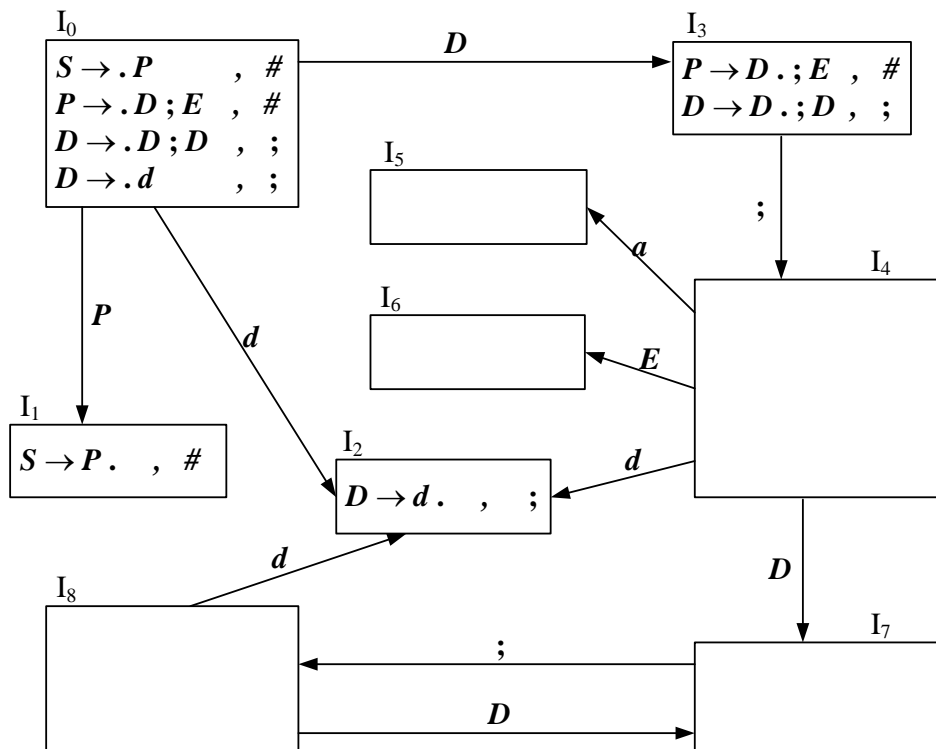 I0
S → . P , #
P → . D ; E , #
D → . D ; D , ;
D → . d , ;
D
I3
P → D . ; E , #
D → D . ; D , ;
I5
;
a
I4
I6
P
d
E
I1
S → P . , #
I2
D → d . , ;
d
d
D
I8
I7
;
D